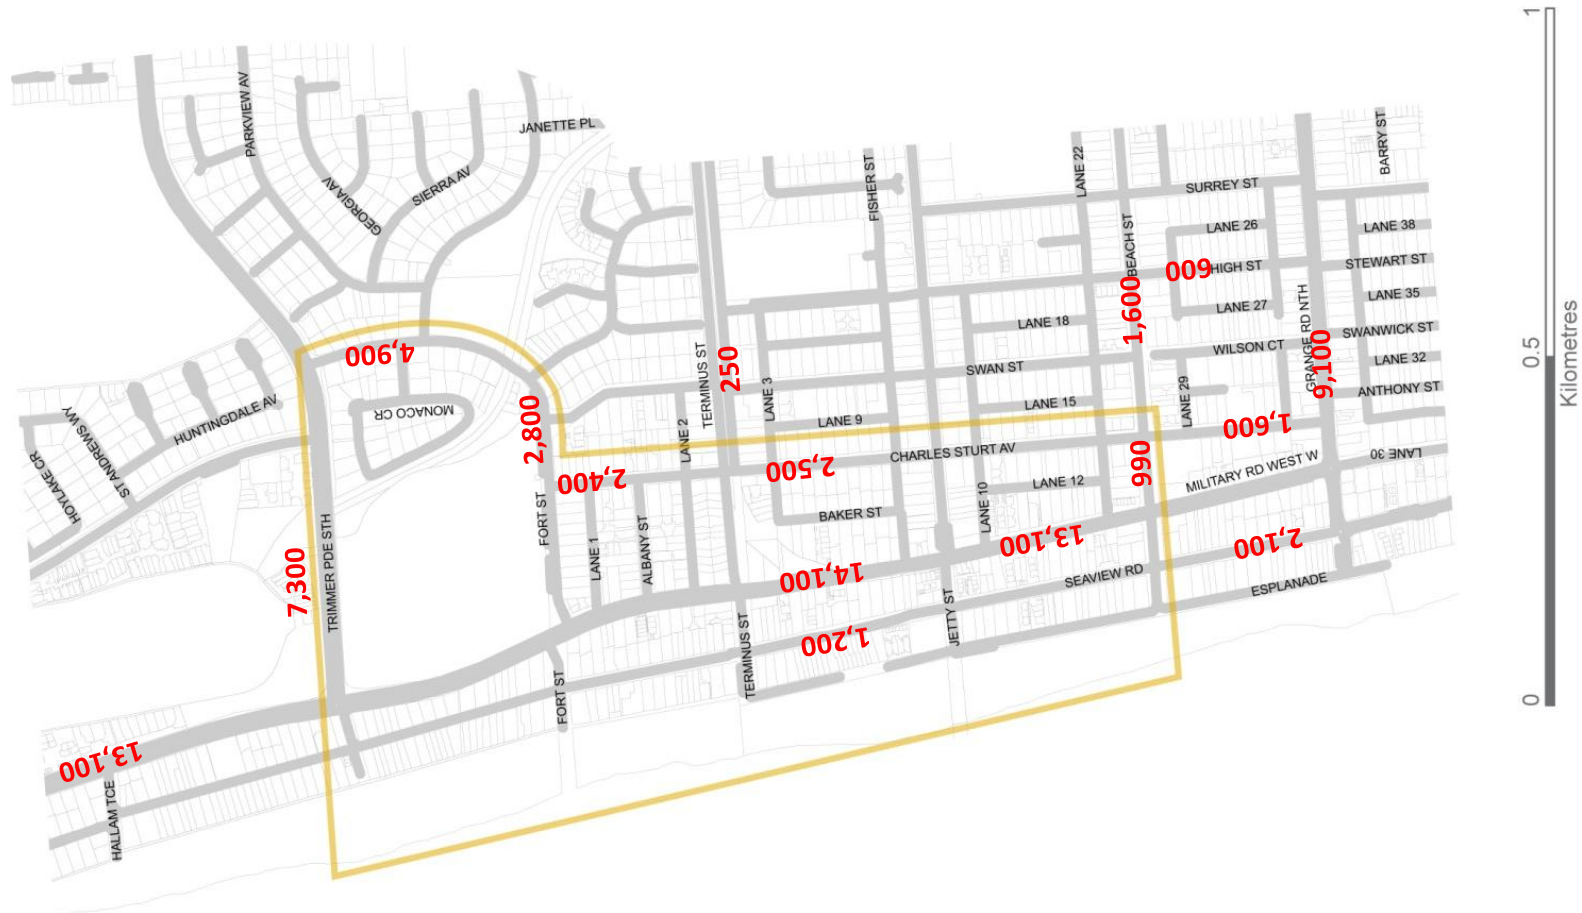 PARKVIEW AV
JANETTE PL
GEORGIA AV
SIERRA AV
FISHER ST
LANE 22
BARRY ST
SURREY ST
LANE 26
LANE 38
BEACH ST
HIGH ST
600
STEWART ST
1,600
LANE 27
LANE 35
GRANGE RD NTH
LANE 18
SWANWICK ST
WILSON CT
4,900
TERMINUS ST
250
SWAN ST
9,100
LANE 32
LANE 3
LANE 29
ANTHONY ST
MONACO CR
HUNTINGDALE AV
ST ANDREWS WY
HOYLAKE CR
2,800
LANE 2
LANE 9
LANE 15
1,600
CHARLES STURT AV
2,400
2,500
990
MILITARY RD WEST W
LANE 30
LANE 12
LANE 10
BAKER ST
FORT ST
LANE 1
ALBANY ST
13,100
2,100
7,300
TRIMMER PDE STH
14,100
SEAVIEW RD
ESPLANADE
JETTY ST
1,200
TERMINUS ST
FORT ST
13,100
HALLAM TCE
1
0.5
0
Kilometres